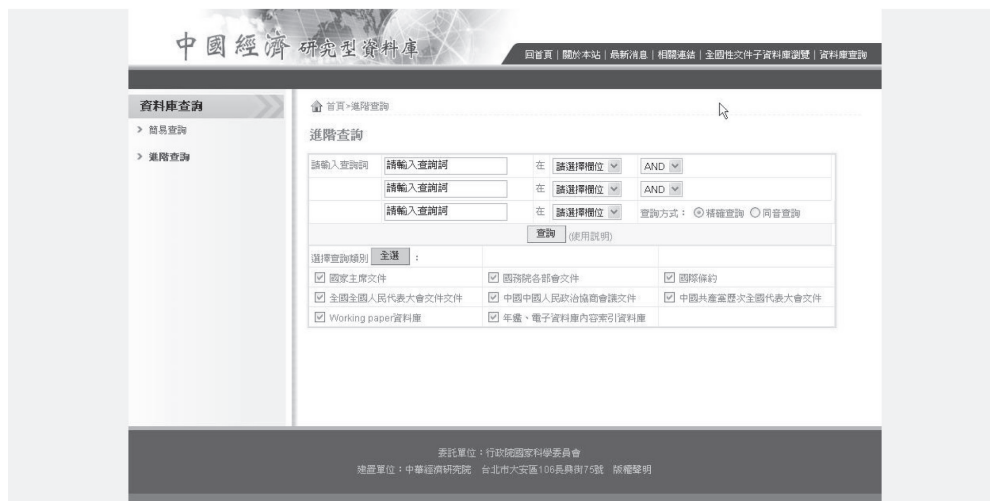 中國經濟 研究型資料庫
回首頁 | 關於本站 | 最新消息 | 相關連結 | 全國性文件子資料庫瀏覽 | 資料庫查詢
資料庫查詢
> 簡易查詢
> 進階查詢
首頁>進階查詢
進階查詢
請輸入查詢詞 請輸入查詢詞 在 請選擇欄位 AND
請輸入查詢詞 在 請選擇欄位 AND
請輸入查詢詞 在 請選擇欄位 查詢方式： 精確查詢 同音查詢
查詢 (使用說明)
選擇查詢類別 全選 ：
國家主席文件 國務院各部會文件 國際條約
全國全國人民代表大會文件文件 中國中國人民政治協商會議文件 中國共產黨歷次全國代表大會文件
Working paper資料庫 年鑑、電子資料庫內容索引資料庫
委託單位：行政院國家科學委員會
建置單位：中華經濟研究院 台北市大安區106長興街75號 版權聲明